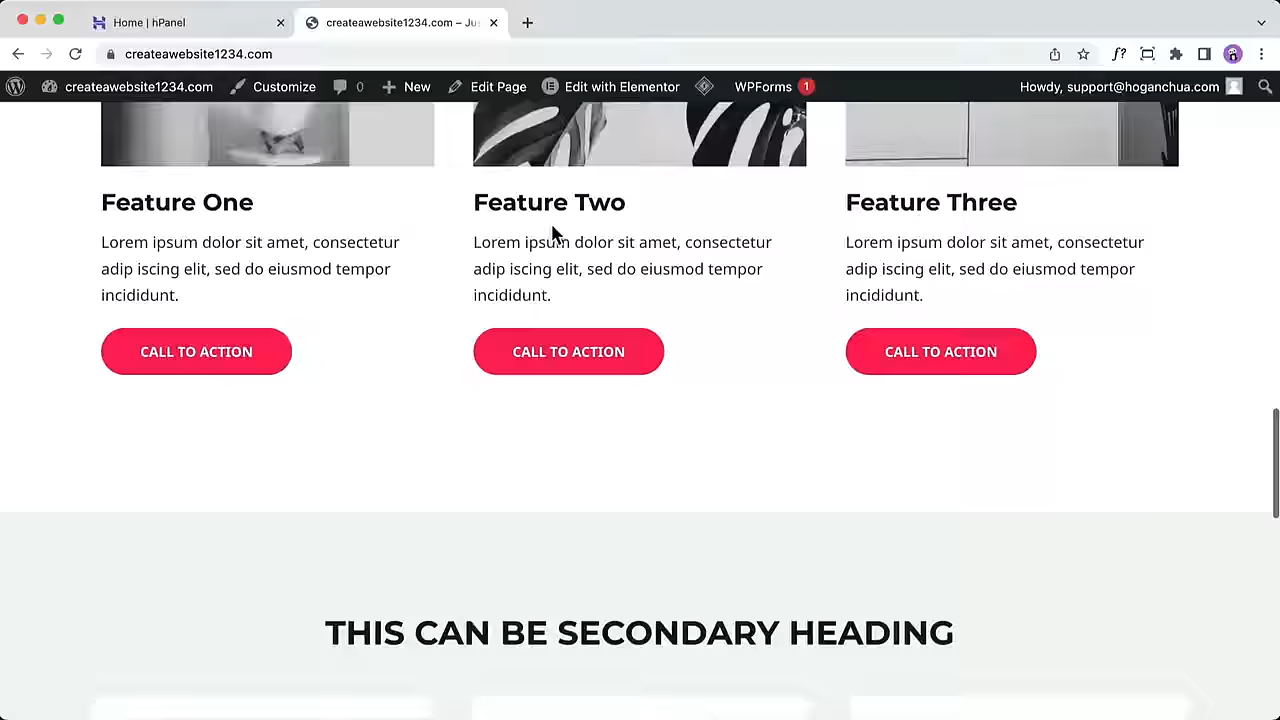 Home | hPanel
createawebsite1234.com – Jus
createawebsite1234.com
f?
createawebsite1234.com Customize 0 New Edit Page Edit with Elementor WPForms 1 Howdy, support@hoganchua.com
Feature One
Lorem ipsum dolor sit amet, consectetur
adip iscing elit, sed do eiusmod tempor
incididunt.
CALL TO ACTION
Feature Two
Lorem ipsum dolor sit amet, consectetur
adip iscing elit, sed do eiusmod tempor
incididunt.
CALL TO ACTION
Feature Three
Lorem ipsum dolor sit amet, consectetur
adip iscing elit, sed do eiusmod tempor
incididunt.
CALL TO ACTION
THIS CAN BE SECONDARY HEADING